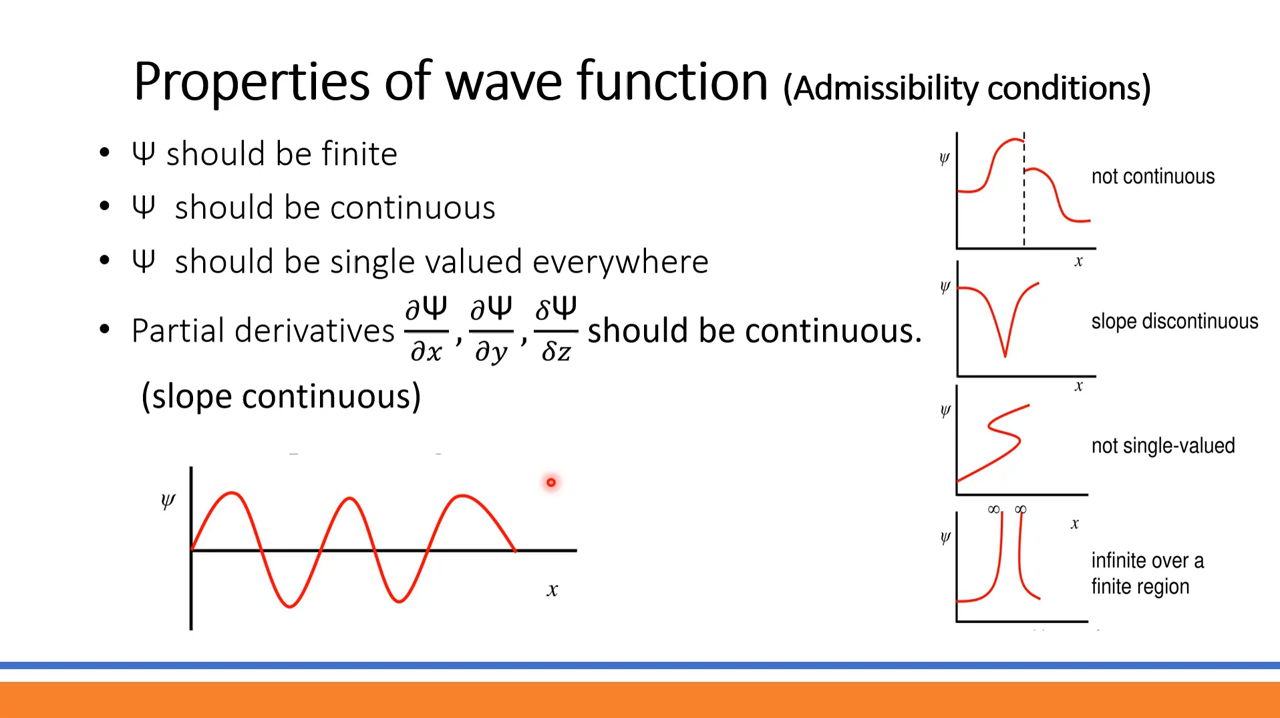 Properties of wave function (Admissibility conditions)
• Ψ should be finite
• Ψ should be continuous
• Ψ should be single valued everywhere
• Partial derivatives ∂Ψ/∂x , ∂Ψ/∂y , δΨ/δz should be continuous.
(slope continuous)
ψ
x
ψ
not continuous
x
ψ
slope discontinuous
x
ψ
not single-valued
∞ ∞
x
ψ
infinite over a
finite region